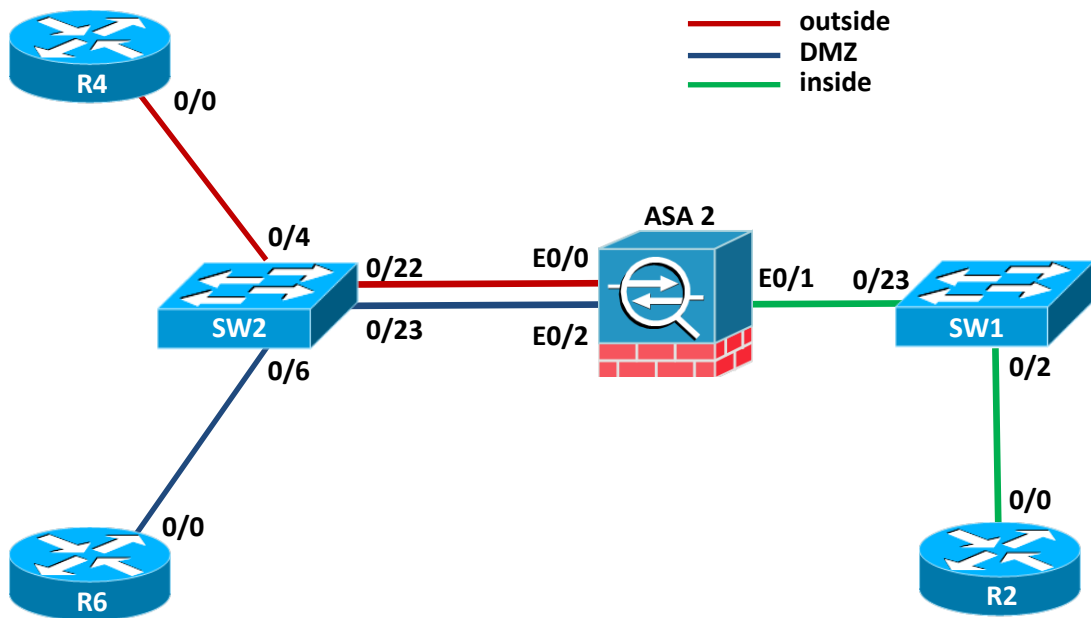 outside
DMZ
inside
R4
0/0
0/4
ASA 2
0/22
E0/0
E0/1
0/23
SW2
0/23
E0/2
SW1
0/6
0/2
0/0
0/0
R6
R2